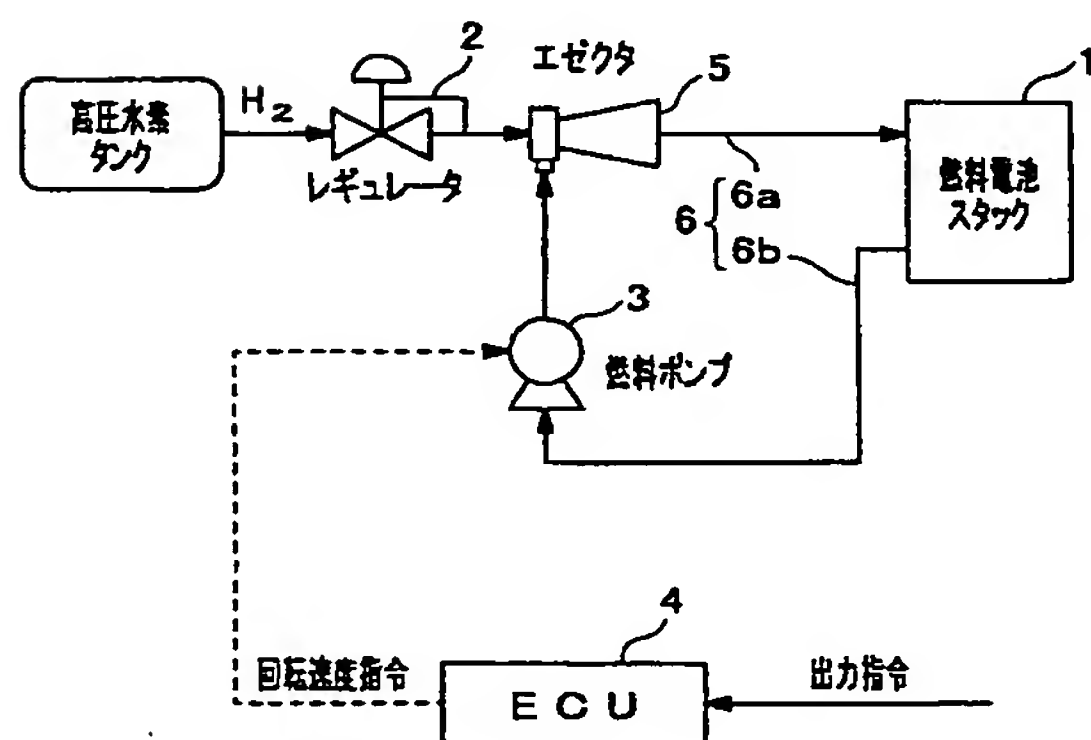 2
エゼクタ
5
1
高圧水素
タンク
H₂
レギュレータ
燃料電池
スタック
6
6a
6b
3
燃料ポンプ
4
回転速度指令
ECU
出力指令